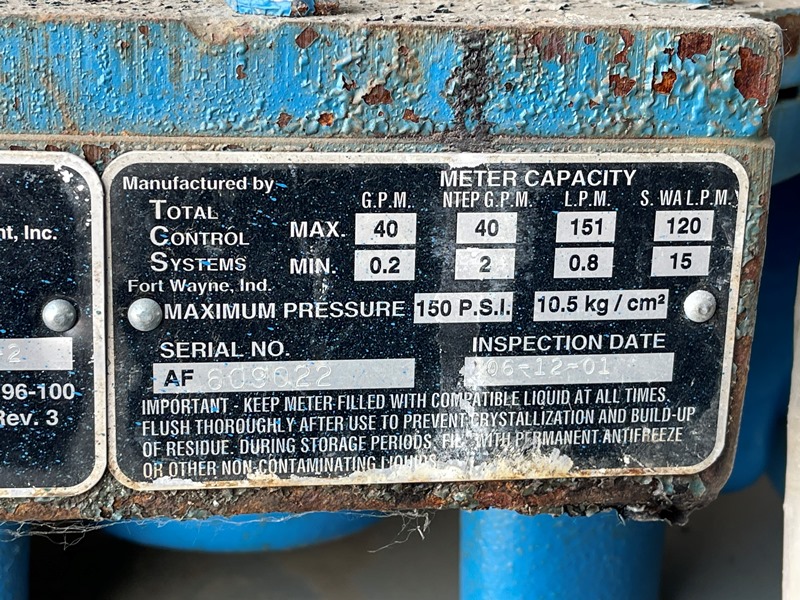 nt, Inc.
-2
96-100
Rev. 3
Manufactured by
TOTAL
CONTROL
SYSTEMS
Fort Wayne, Ind.
METER CAPACITY
G.P.M. NTEP G.P.M. L.P.M. S. WA L.P.M.
MAX. 40 40 151 120
MIN. 0.2 2 0.8 15
MAXIMUM PRESSURE 150 P.S.I. 10.5 kg / cm²
SERIAL NO. INSPECTION DATE
AF 609022 06-12-01
IMPORTANT - KEEP METER FILLED WITH COMPATIBLE LIQUID AT ALL TIMES.
FLUSH THOROUGHLY AFTER USE TO PREVENT CRYSTALLIZATION AND BUILD-UP
OF RESIDUE. DURING STORAGE PERIODS, WITH PERMANENT ANTIFREEZE
OR OTHER NON-CONTAMINATING LIQUIDS.